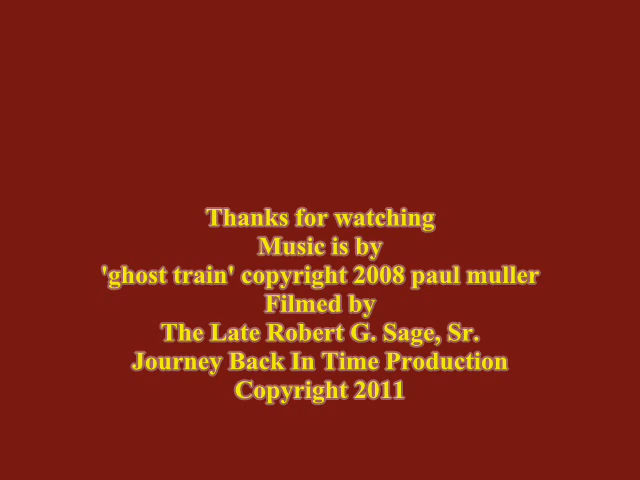 Thanks for watching
Music is by
'ghost train' copyright 2008 paul muller
Filmed by
The Late Robert G. Sage, Sr.
Journey Back In Time Production
Copyright 2011